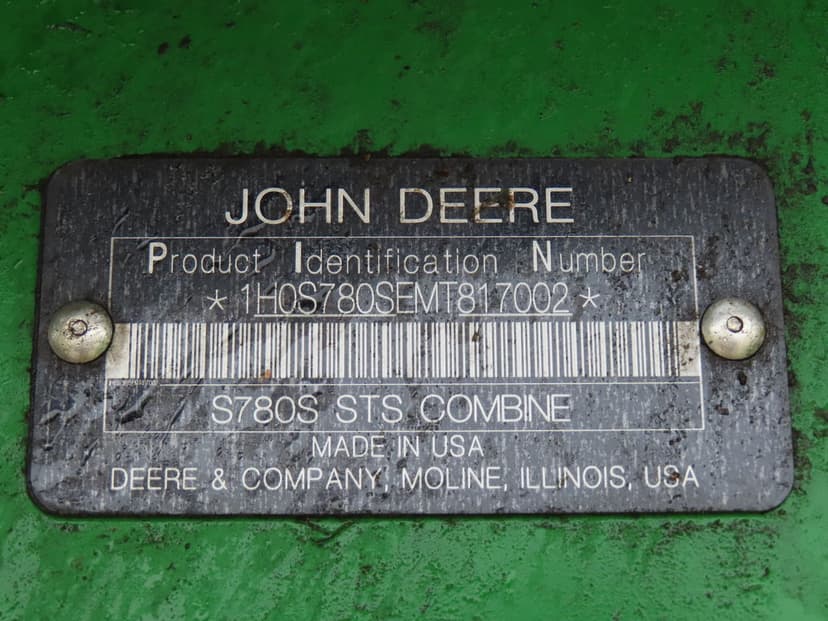 JOHN DEERE
Product Identification Number
* 1H0S780SEMT817002 *
S780S STS COMBINE
MADE IN USA
DEERE & COMPANY, MOLINE, ILLINOIS, USA